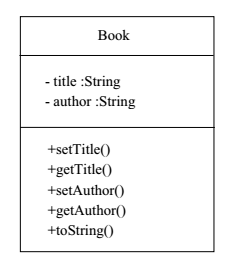 Book
- title :String
- author :String
+setTitle()
+getTitle()
+setAuthor()
+getAuthor()
+toString()